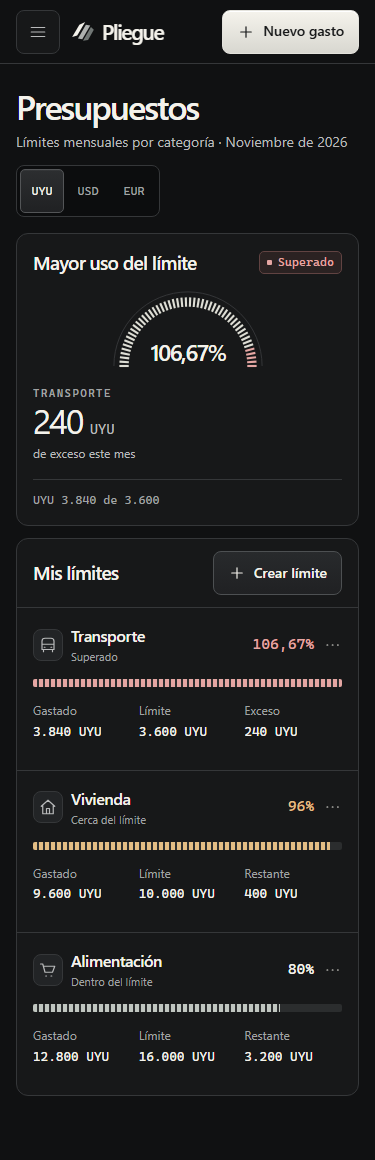 Pliegue
Nuevo gasto
Presupuestos
Límites mensuales por categoría · Noviembre de 2026
UYU USD EUR
Mayor uso del límite
Superado
106,67%
TRANSPORTE
240 UYU
de exceso este mes
UYU 3.840 de 3.600
Mis límites
Crear límite
Transporte
Superado
106,67%
Gastado Límite Exceso
3.840 UYU 3.600 UYU 240 UYU
Vivienda
Cerca del límite
96%
Gastado Límite Restante
9.600 UYU 10.000 UYU 400 UYU
Alimentación
Dentro del límite
80%
Gastado Límite Restante
12.800 UYU 16.000 UYU 3.200 UYU